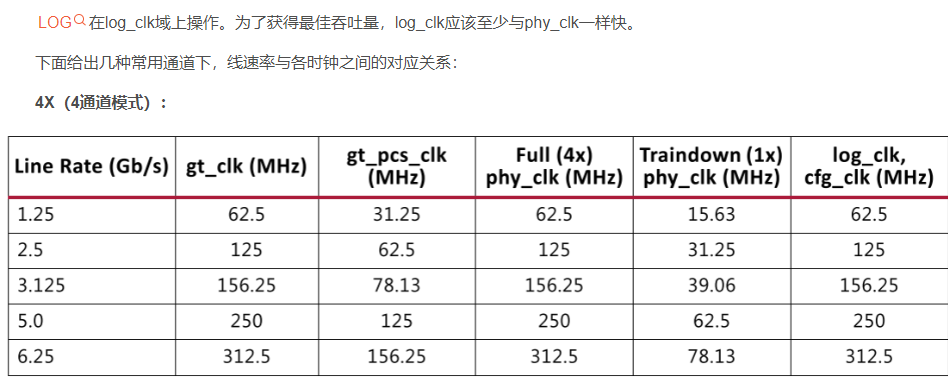 LOG在log_clk域上操作。为了获得最佳吞吐量，log_clk应该至少与phy_clk一样快。
下面给出几种常用通道下，线速率与各时钟之间的对应关系：
4X（4通道模式）：
Line Rate (Gb/s) gt_clk (MHz) gt_pcs_clk (MHz) Full (4x) phy_clk (MHz) Traindown (1x) phy_clk (MHz) log_clk, cfg_clk (MHz)
1.25 62.5 31.25 62.5 15.63 62.5
2.5 125 62.5 125 31.25 125
3.125 156.25 78.13 156.25 39.06 156.25
5.0 250 125 250 62.5 250
6.25 312.5 156.25 312.5 78.13 312.5